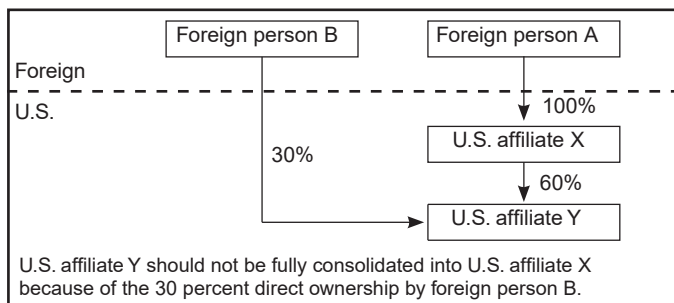 Foreign person B
Foreign person A
Foreign
U.S.
100%
U.S. affiliate X
30%
60%
U.S. affiliate Y
U.S. affiliate Y should not be fully consolidated into U.S. affiliate X
because of the 30 percent direct ownership by foreign person B.